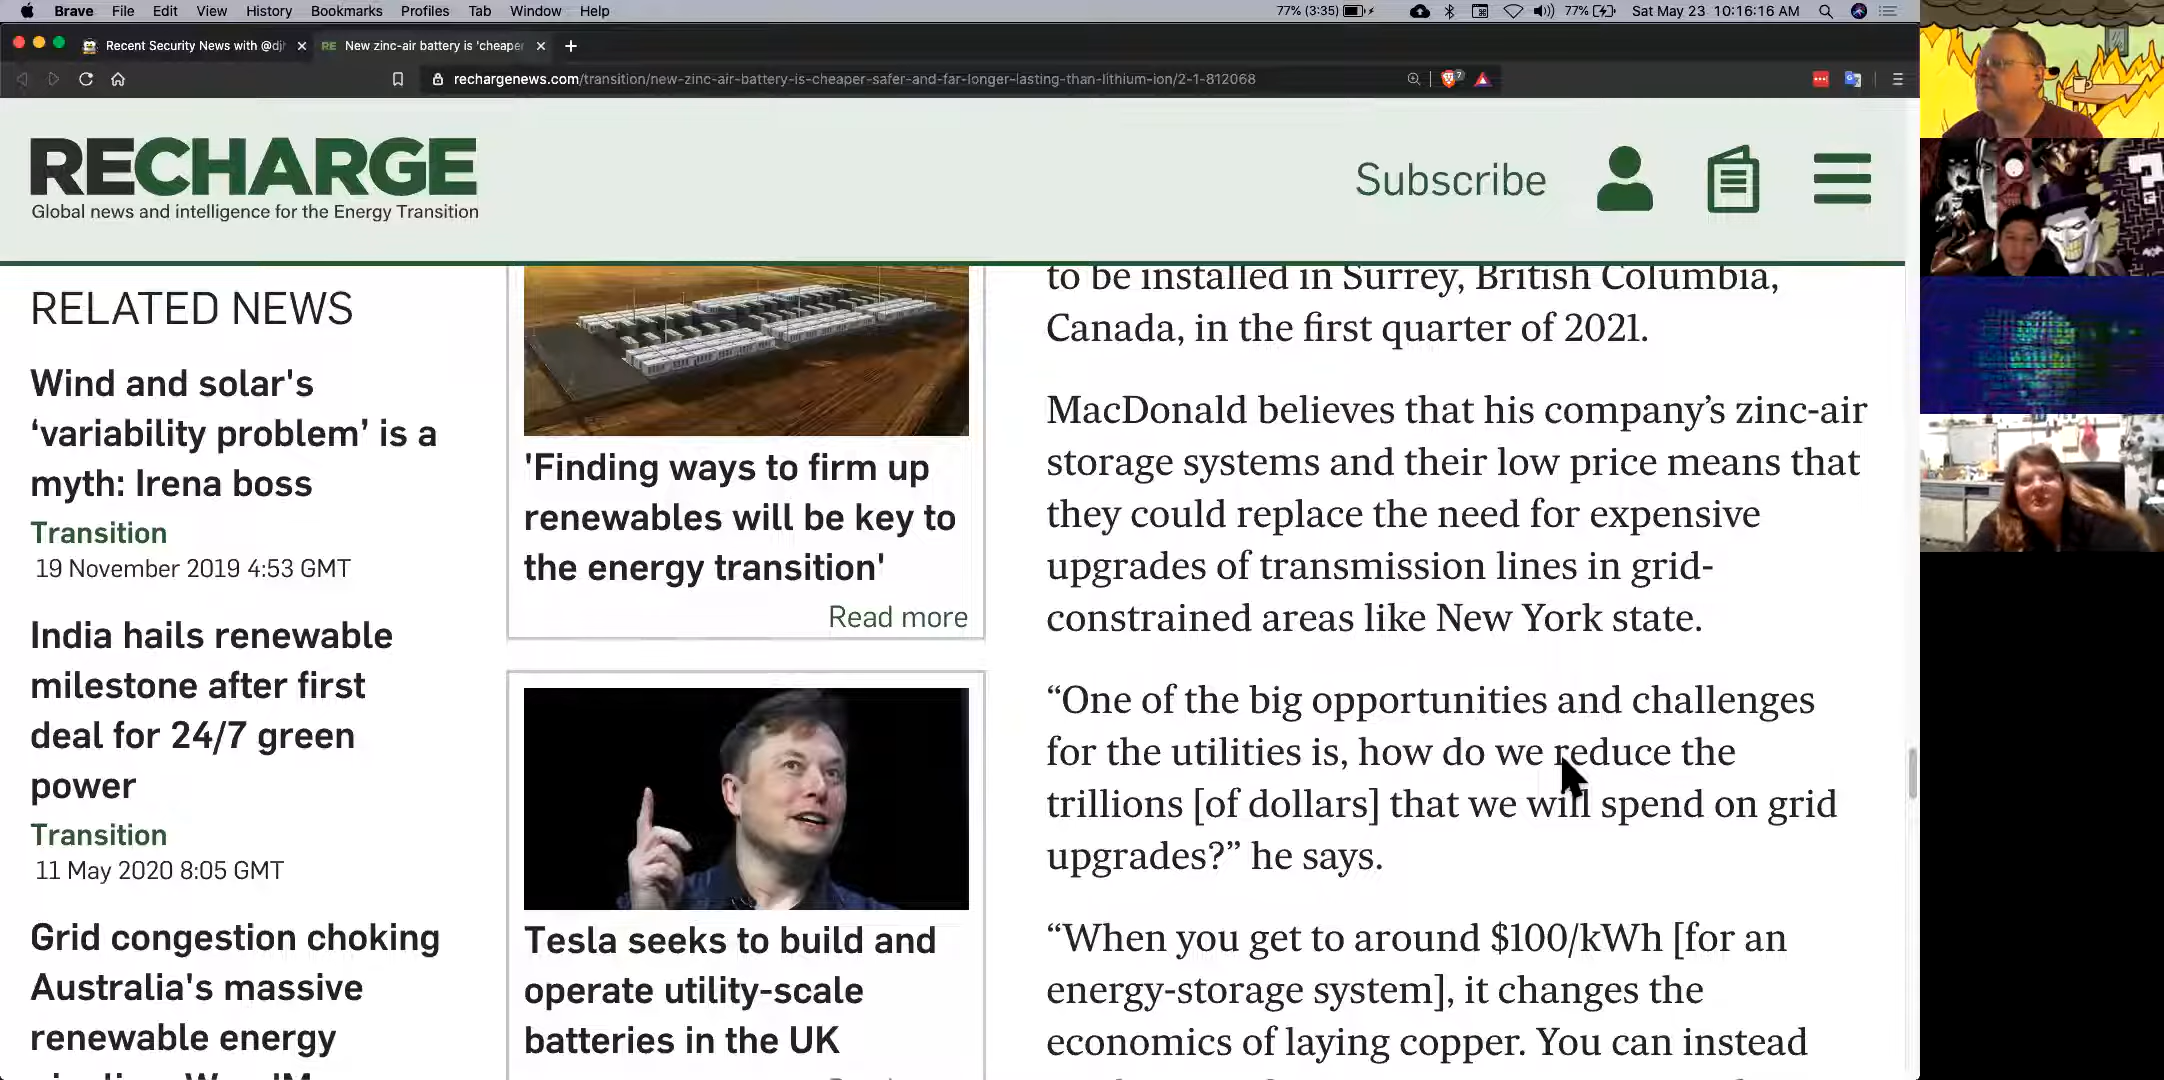 Brave File Edit View History Bookmarks Profiles Tab Window Help
77% (3:35) 77% Sat May 23 10:16:16 AM
Recent Security News with @djh
RE New zinc-air battery is 'cheaper
rechargenews.com/transition/new-zinc-air-battery-is-cheaper-safer-and-far-longer-lasting-than-lithium-ion/2-1-812068
7
RECHARGE
Global news and intelligence for the Energy Transition
Subscribe
RELATED NEWS
Wind and solar's
‘variability problem’ is a
myth: Irena boss
Transition
19 November 2019 4:53 GMT
India hails renewable
milestone after first
deal for 24/7 green
power
Transition
11 May 2020 8:05 GMT
Grid congestion choking
Australia's massive
renewable energy
'Finding ways to firm up
renewables will be key to
the energy transition'
Read more
Tesla seeks to build and
operate utility-scale
batteries in the UK
to be installed in Surrey, British Columbia,
Canada, in the first quarter of 2021.
MacDonald believes that his company’s zinc-air
storage systems and their low price means that
they could replace the need for expensive
upgrades of transmission lines in grid-
constrained areas like New York state.
“One of the big opportunities and challenges
for the utilities is, how do we reduce the
trillions [of dollars] that we will spend on grid
upgrades?” he says.
“When you get to around $100/kWh [for an
energy-storage system], it changes the
economics of laying copper. You can instead